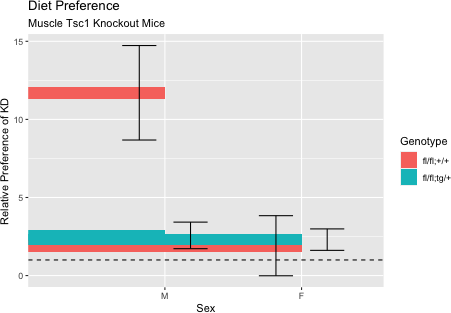 Diet Preference
Muscle Tsc1 Knockout Mice
15
10
5
0
Relative Preference of KD
M
F
Sex
Genotype
fl/fl;+/+
fl/fl;tg/+